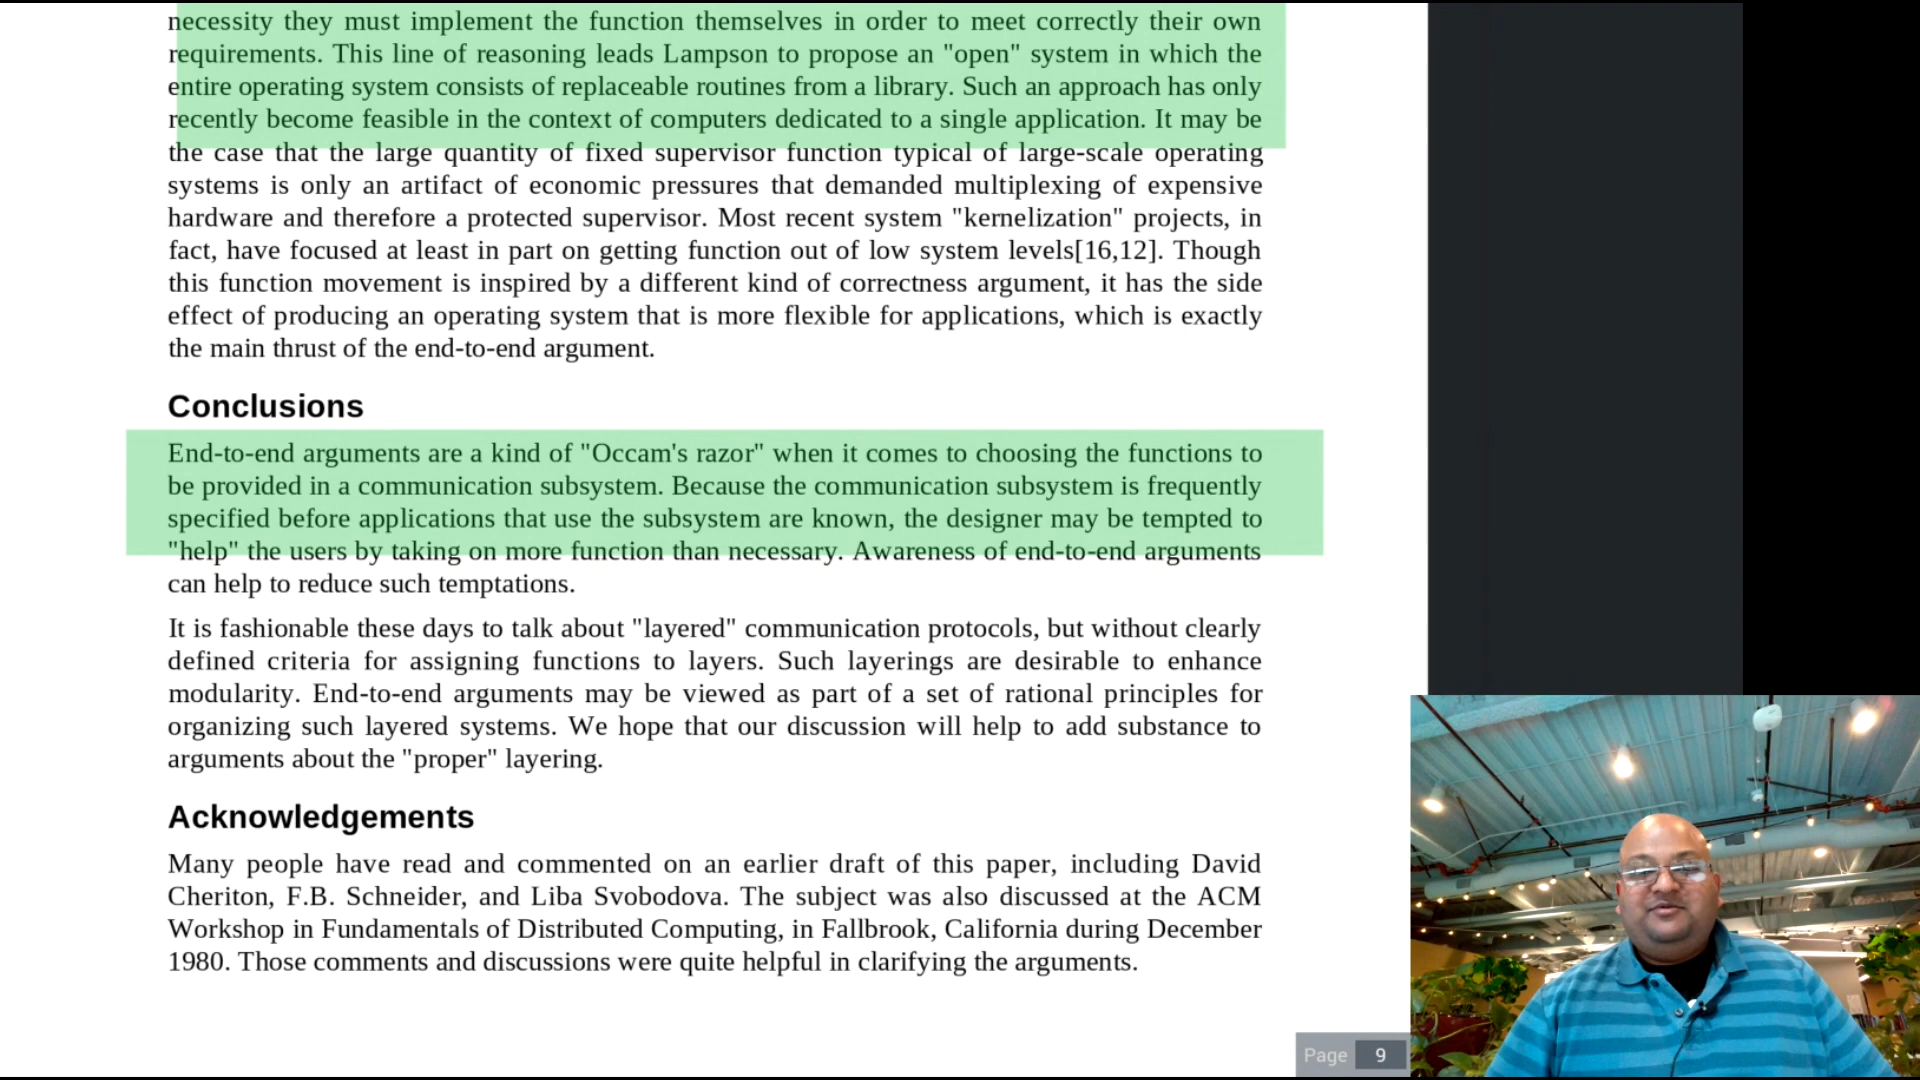 necessity they must implement the function themselves in order to meet correctly their own
requirements. This line of reasoning leads Lampson to propose an "open" system in which the
entire operating system consists of replaceable routines from a library. Such an approach has only
recently become feasible in the context of computers dedicated to a single application. It may be
the case that the large quantity of fixed supervisor function typical of large-scale operating
systems is only an artifact of economic pressures that demanded multiplexing of expensive
hardware and therefore a protected supervisor. Most recent system "kernelization" projects, in
fact, have focused at least in part on getting function out of low system levels[16,12]. Though
this function movement is inspired by a different kind of correctness argument, it has the side
effect of producing an operating system that is more flexible for applications, which is exactly
the main thrust of the end-to-end argument.
Conclusions
End-to-end arguments are a kind of "Occam's razor" when it comes to choosing the functions to
be provided in a communication subsystem. Because the communication subsystem is frequently
specified before applications that use the subsystem are known, the designer may be tempted to
"help" the users by taking on more function than necessary. Awareness of end-to-end arguments
can help to reduce such temptations.
It is fashionable these days to talk about "layered" communication protocols, but without clearly
defined criteria for assigning functions to layers. Such layerings are desirable to enhance
modularity. End-to-end arguments may be viewed as part of a set of rational principles for
organizing such layered systems. We hope that our discussion will help to add substance to
arguments about the "proper" layering.
Acknowledgements
Many people have read and commented on an earlier draft of this paper, including David
Cheriton, F.B. Schneider, and Liba Svobodova. The subject was also discussed at the ACM
Workshop in Fundamentals of Distributed Computing, in Fallbrook, California during December
1980. Those comments and discussions were quite helpful in clarifying the arguments.
Page 9